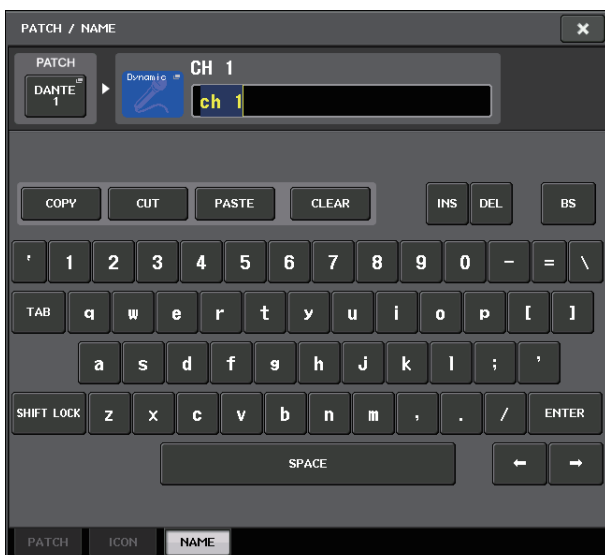 PATCH / NAME ×
PATCH
DANTE 1
Dynamic
CH 1
ch 1
COPY CUT PASTE CLEAR INS DEL BS
' 1 2 3 4 5 6 7 8 9 0 - = \
TAB q w e r t y u i o p [ ]
a s d f g h j k l ; '
SHIFT LOCK z x c v b n m , . / ENTER
SPACE ← →
PATCH ICON NAME